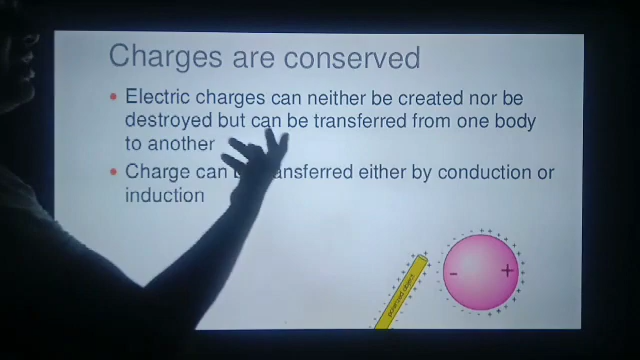 Charges are conserved
• Electric charges can neither be created nor be
destroyed but can be transferred from one body
to another
• Charge can transferred either by conduction or
induction
- +